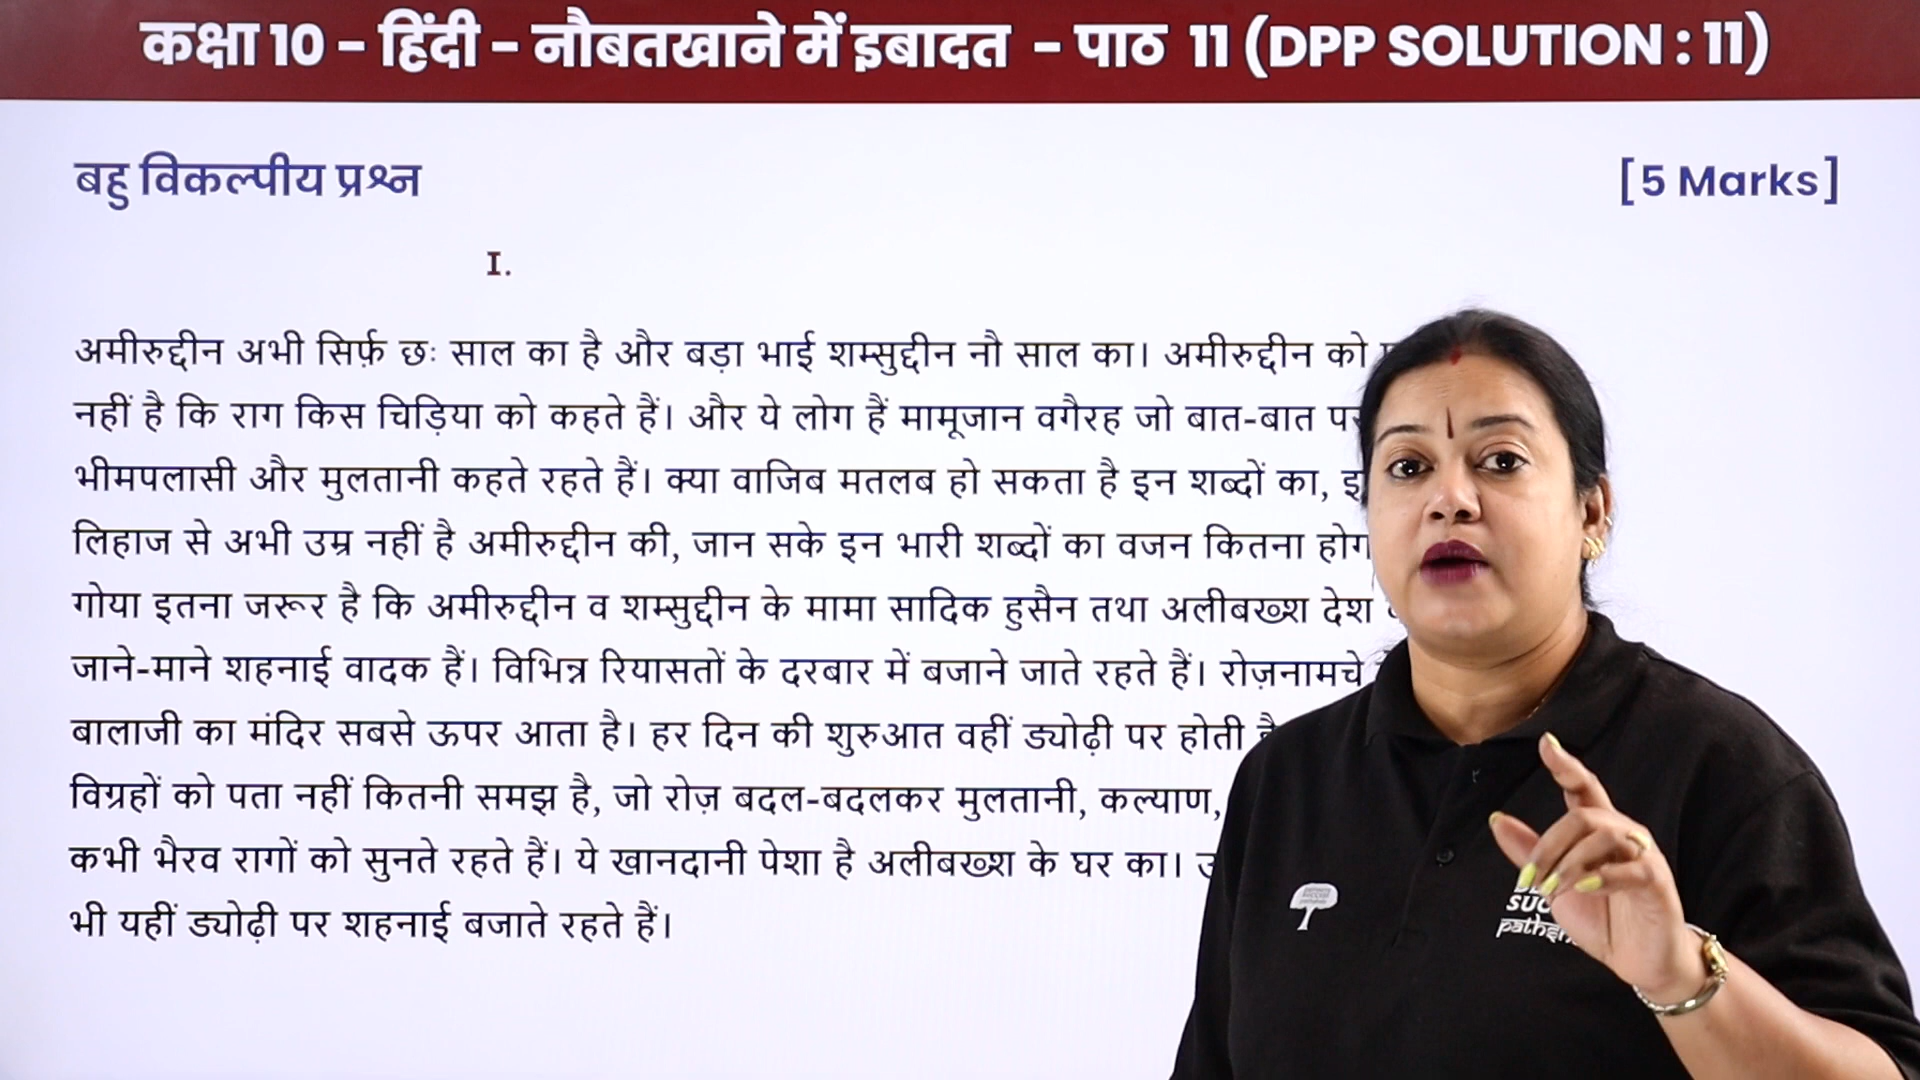 कक्षा 10 – हिंदी – नौबतखाने में इबादत – पाठ 11 (DPP SOLUTION : 11)
बहु विकल्पीय प्रश्न [5 Marks]
I.
अमीरुद्दीन अभी सिर्फ़ छः साल का है और बड़ा भाई शम्सुद्दीन नौ साल का। अमीरुद्दीन को
नहीं है कि राग किस चिड़िया को कहते हैं। और ये लोग हैं मामूजान वगैरह जो बात-बात पर
भीमपलासी और मुलतानी कहते रहते हैं। क्या वाजिब मतलब हो सकता है इन शब्दों का,
लिहाज से अभी उम्र नहीं है अमीरुद्दीन की, जान सके इन भारी शब्दों का वजन कितना
गोया इतना जरूर है कि अमीरुद्दीन व शम्सुद्दीन के मामा सादिक हुसैन तथा अलीबख्श देश
जाने-माने शहनाई वादक हैं। विभिन्न रियासतों के दरबार में बजाने जाते रहते हैं। रोज़नामचे
बालाजी का मंदिर सबसे ऊपर आता है। हर दिन की शुरुआत वहीं ड्योढ़ी पर होती
विग्रहों को पता नहीं कितनी समझ है, जो रोज़ बदल-बदलकर मुलतानी, कल्याण,
कभी भैरव रागों को सुनते रहते हैं। ये खानदानी पेशा है अलीबख्श के घर का।
भी यहीं ड्योढ़ी पर शहनाई बजाते रहते हैं।